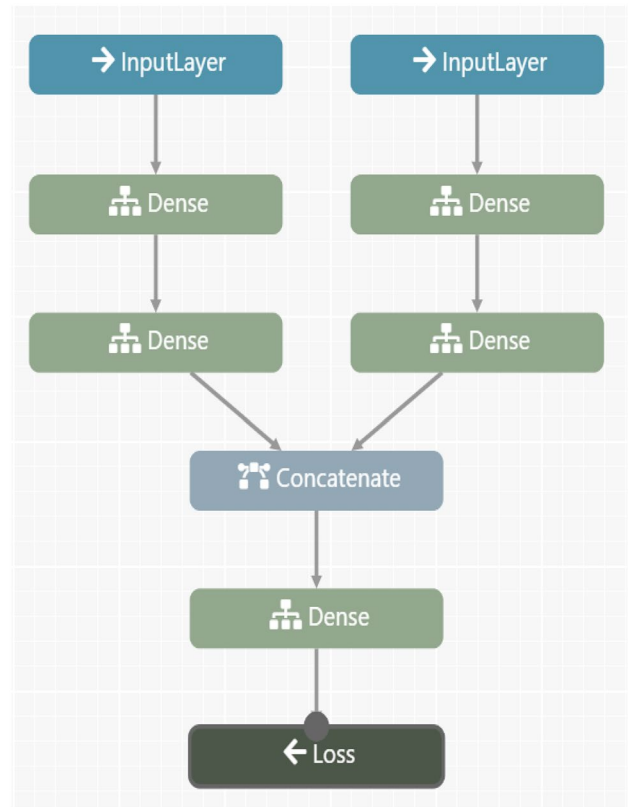 InputLayer
InputLayer
Dense
Dense
Dense
Dense
Concatenate
Dense
Loss